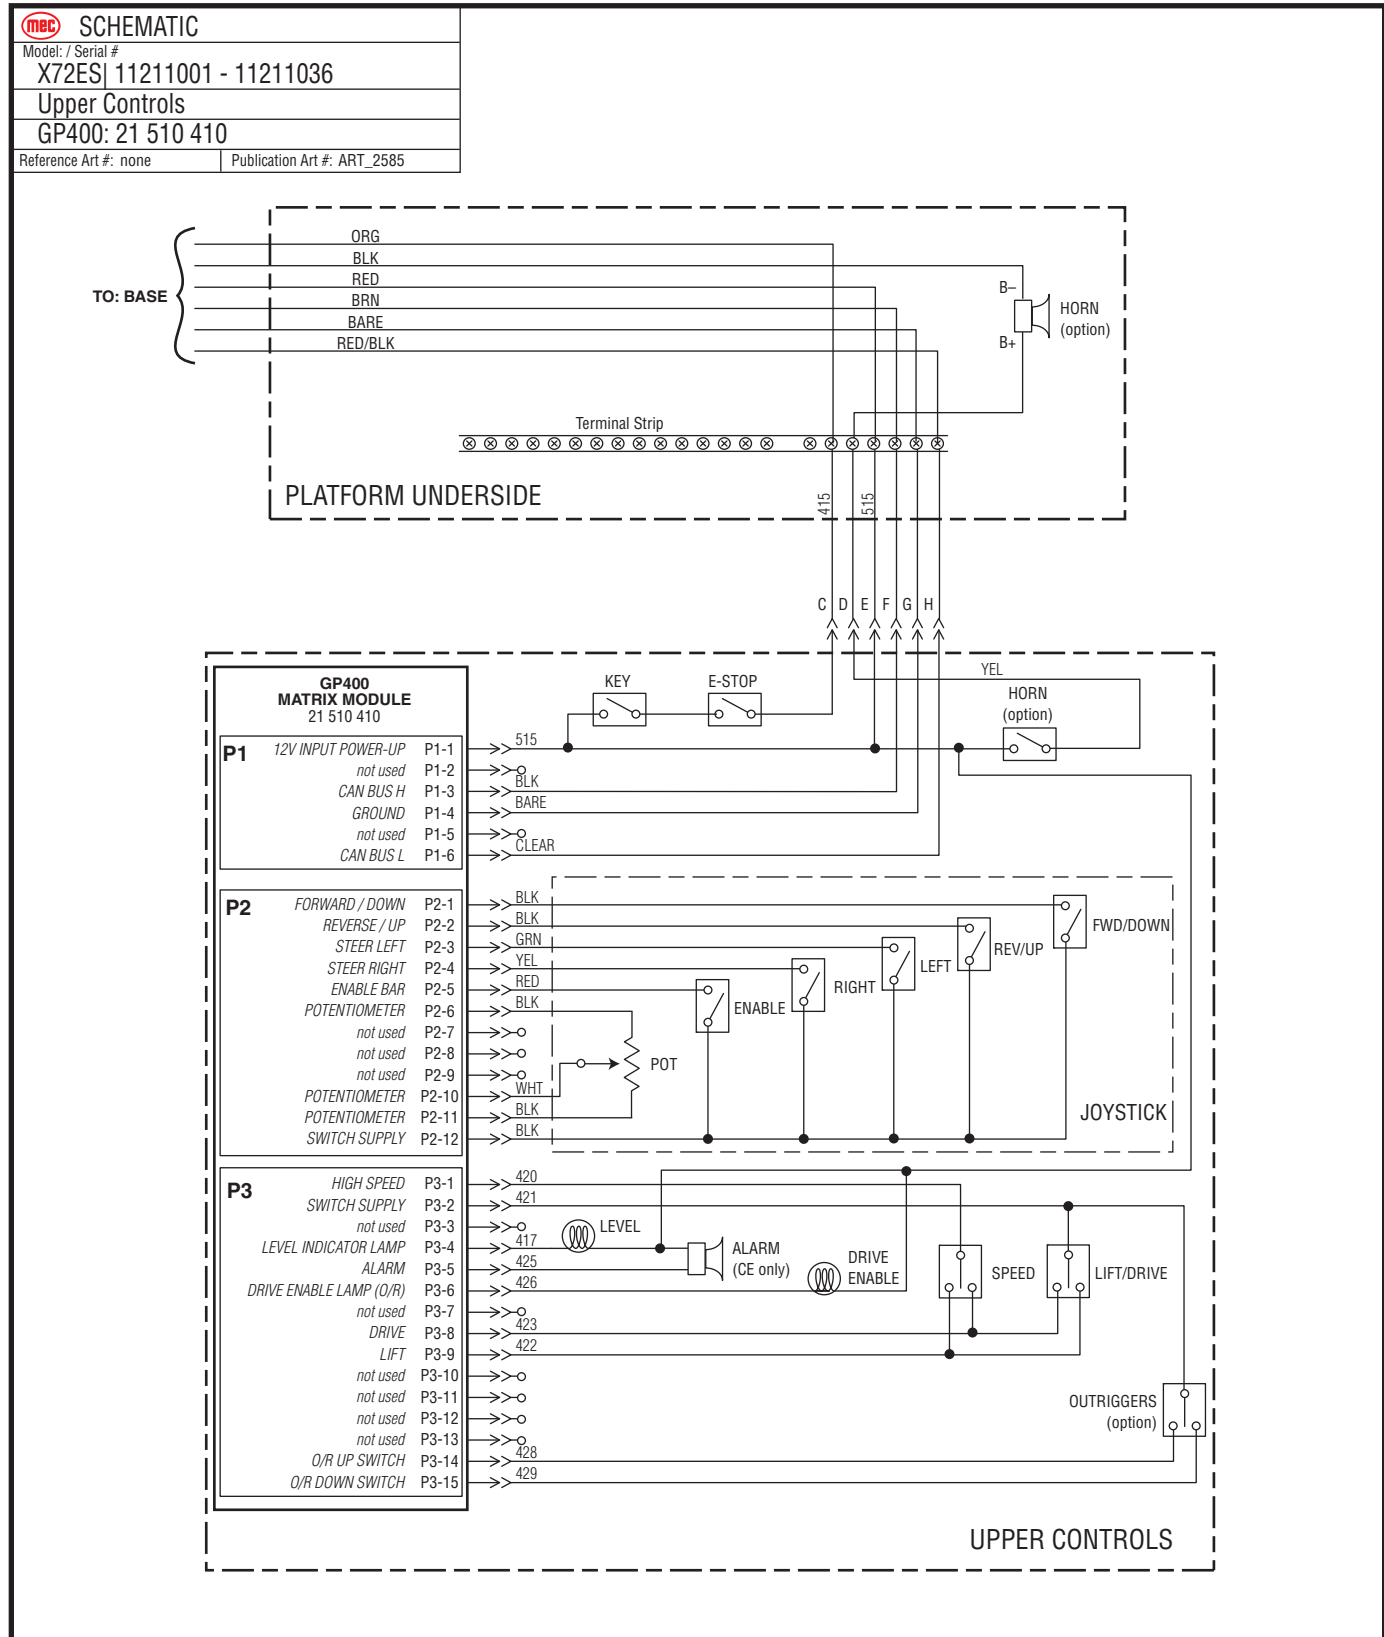 mec SCHEMATIC
Model: / Serial #
X72ES| 11211001 - 11211036
Upper Controls
GP400: 21 510 410
Reference Art #: none Publication Art #: ART_2585
ORG
BLK
RED
BRN
BARE
RED/BLK
TO: BASE
B–
HORN
(option)
B+
Terminal Strip
PLATFORM UNDERSIDE
415
515
C D E F G H
GP400
MATRIX MODULE
21 510 410
KEY
E-STOP
YEL
HORN
(option)
P1
12V INPUT POWER-UP P1-1 515
not used P1-2
CAN BUS H P1-3 BLK
GROUND P1-4 BARE
not used P1-5
CAN BUS L P1-6 CLEAR
P2
FORWARD / DOWN P2-1 BLK
REVERSE / UP P2-2 BLK
STEER LEFT P2-3 GRN
STEER RIGHT P2-4 YEL
ENABLE BAR P2-5 RED
POTENTIOMETER P2-6 BLK
not used P2-7
not used P2-8
not used P2-9
POTENTIOMETER P2-10 WHT
POTENTIOMETER P2-11 BLK
SWITCH SUPPLY P2-12 BLK
FWD/DOWN
REV/UP
LEFT
RIGHT
ENABLE
POT
JOYSTICK
P3
HIGH SPEED P3-1 420
SWITCH SUPPLY P3-2 421
not used P3-3
LEVEL INDICATOR LAMP P3-4 417
ALARM P3-5 425
DRIVE ENABLE LAMP (O/R) P3-6 426
not used P3-7
DRIVE P3-8 423
LIFT P3-9 422
not used P3-10
not used P3-11
not used P3-12
not used P3-13
O/R UP SWITCH P3-14 428
O/R DOWN SWITCH P3-15 429
LEVEL
ALARM
(CE only)
DRIVE
ENABLE
SPEED
LIFT/DRIVE
OUTRIGGERS
(option)
UPPER CONTROLS